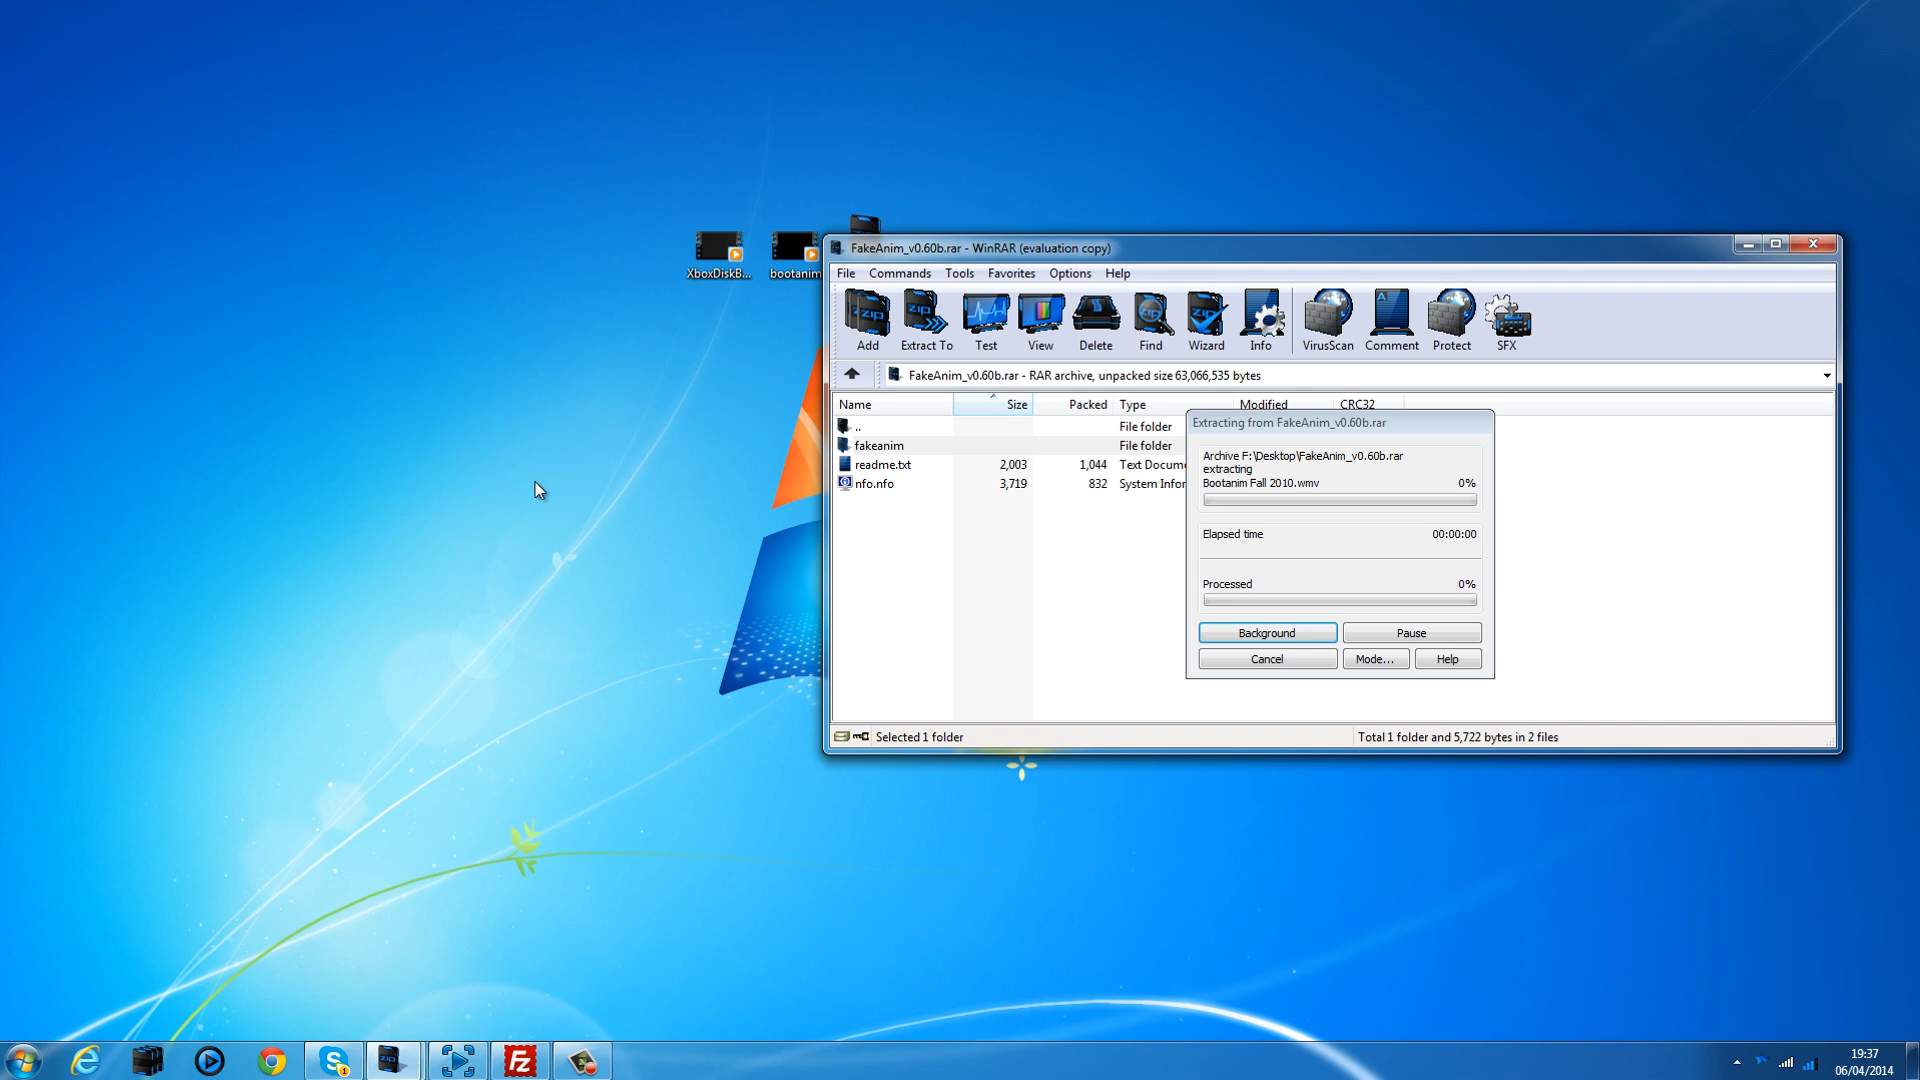 XboxDiskB...
bootanim
FakeAnim_v0.60b.rar - WinRAR (evaluation copy)
File Commands Tools Favorites Options Help
Add Extract To Test View Delete Find Wizard Info VirusScan Comment Protect SFX
FakeAnim_v0.60b.rar - RAR archive, unpacked size 63,066,535 bytes
Name Size Packed Type Modified CRC32
.. File folder
fakeanim File folder
readme.txt 2,003 1,044 Text Docume
nfo.nfo 3,719 832 System Infor
Extracting from FakeAnim_v0.60b.rar
Archive F:\Desktop\FakeAnim_v0.60b.rar
extracting
Bootanim Fall 2010.wmv 0%
Elapsed time 00:00:00
Processed 0%
Background Pause
Cancel Mode... Help
Selected 1 folder Total 1 folder and 5,722 bytes in 2 files
19:37
06/04/2014